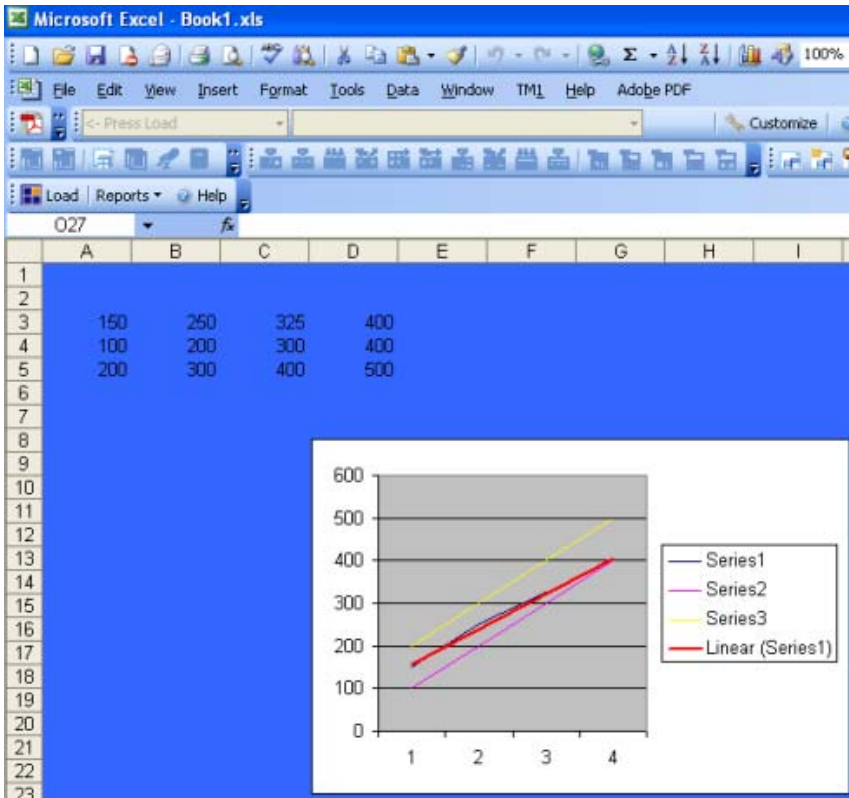 Microsoft Excel - Book1.xls
100%
File Edit View Insert Format Tools Data Window TM1 Help Adobe PDF
<- Press Load
Customize
Load Reports Help
O27 fx
A B C D E F G H I
1
2
3 150 250 325 400
4 100 200 300 400
5 200 300 400 500
6
7
8
9
10
11
12
13
14
15
16
17
18
19
20
21
22
23
600
500
400
300
200
100
0
1 2 3 4
Series1
Series2
Series3
Linear (Series1)